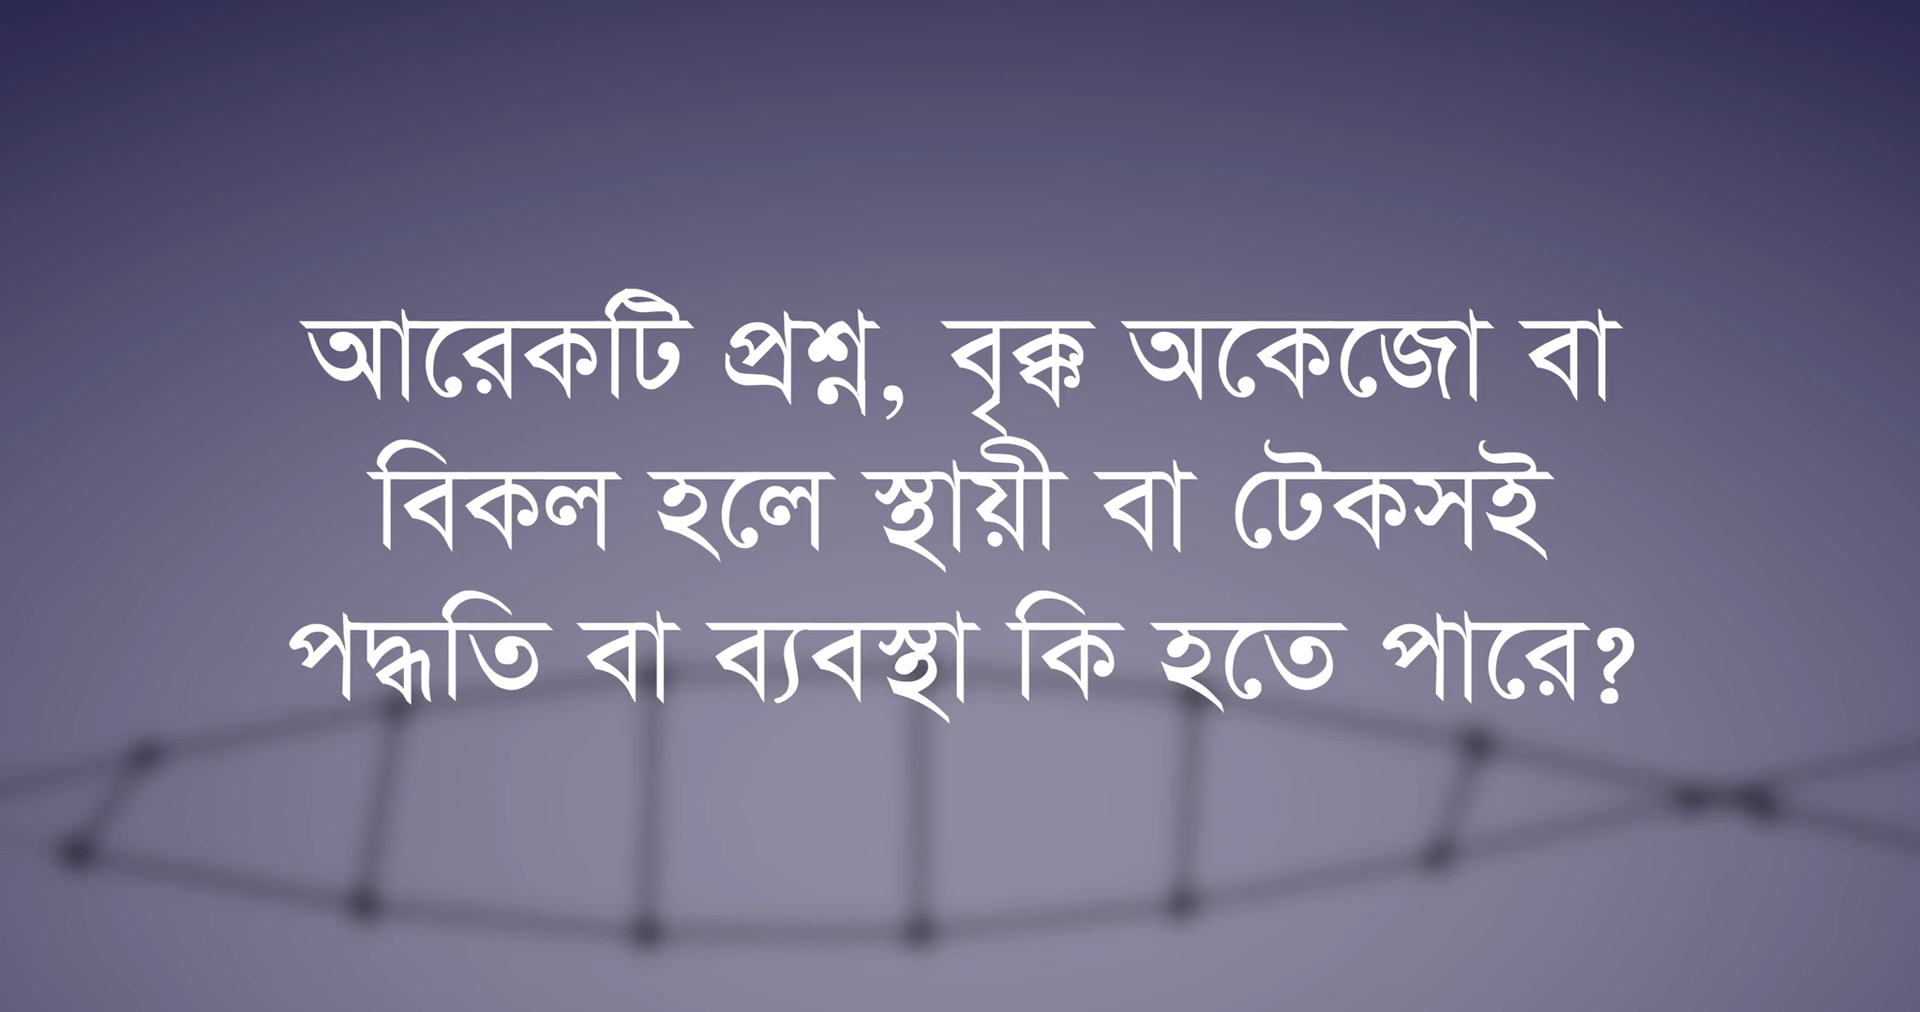 আরেকটি প্রশ্ন, বৃক্ক অকেজো বা
বিকল হলে স্থায়ী বা টেকসই
পদ্ধতি বা ব্যবস্থা কি হতে পারে?